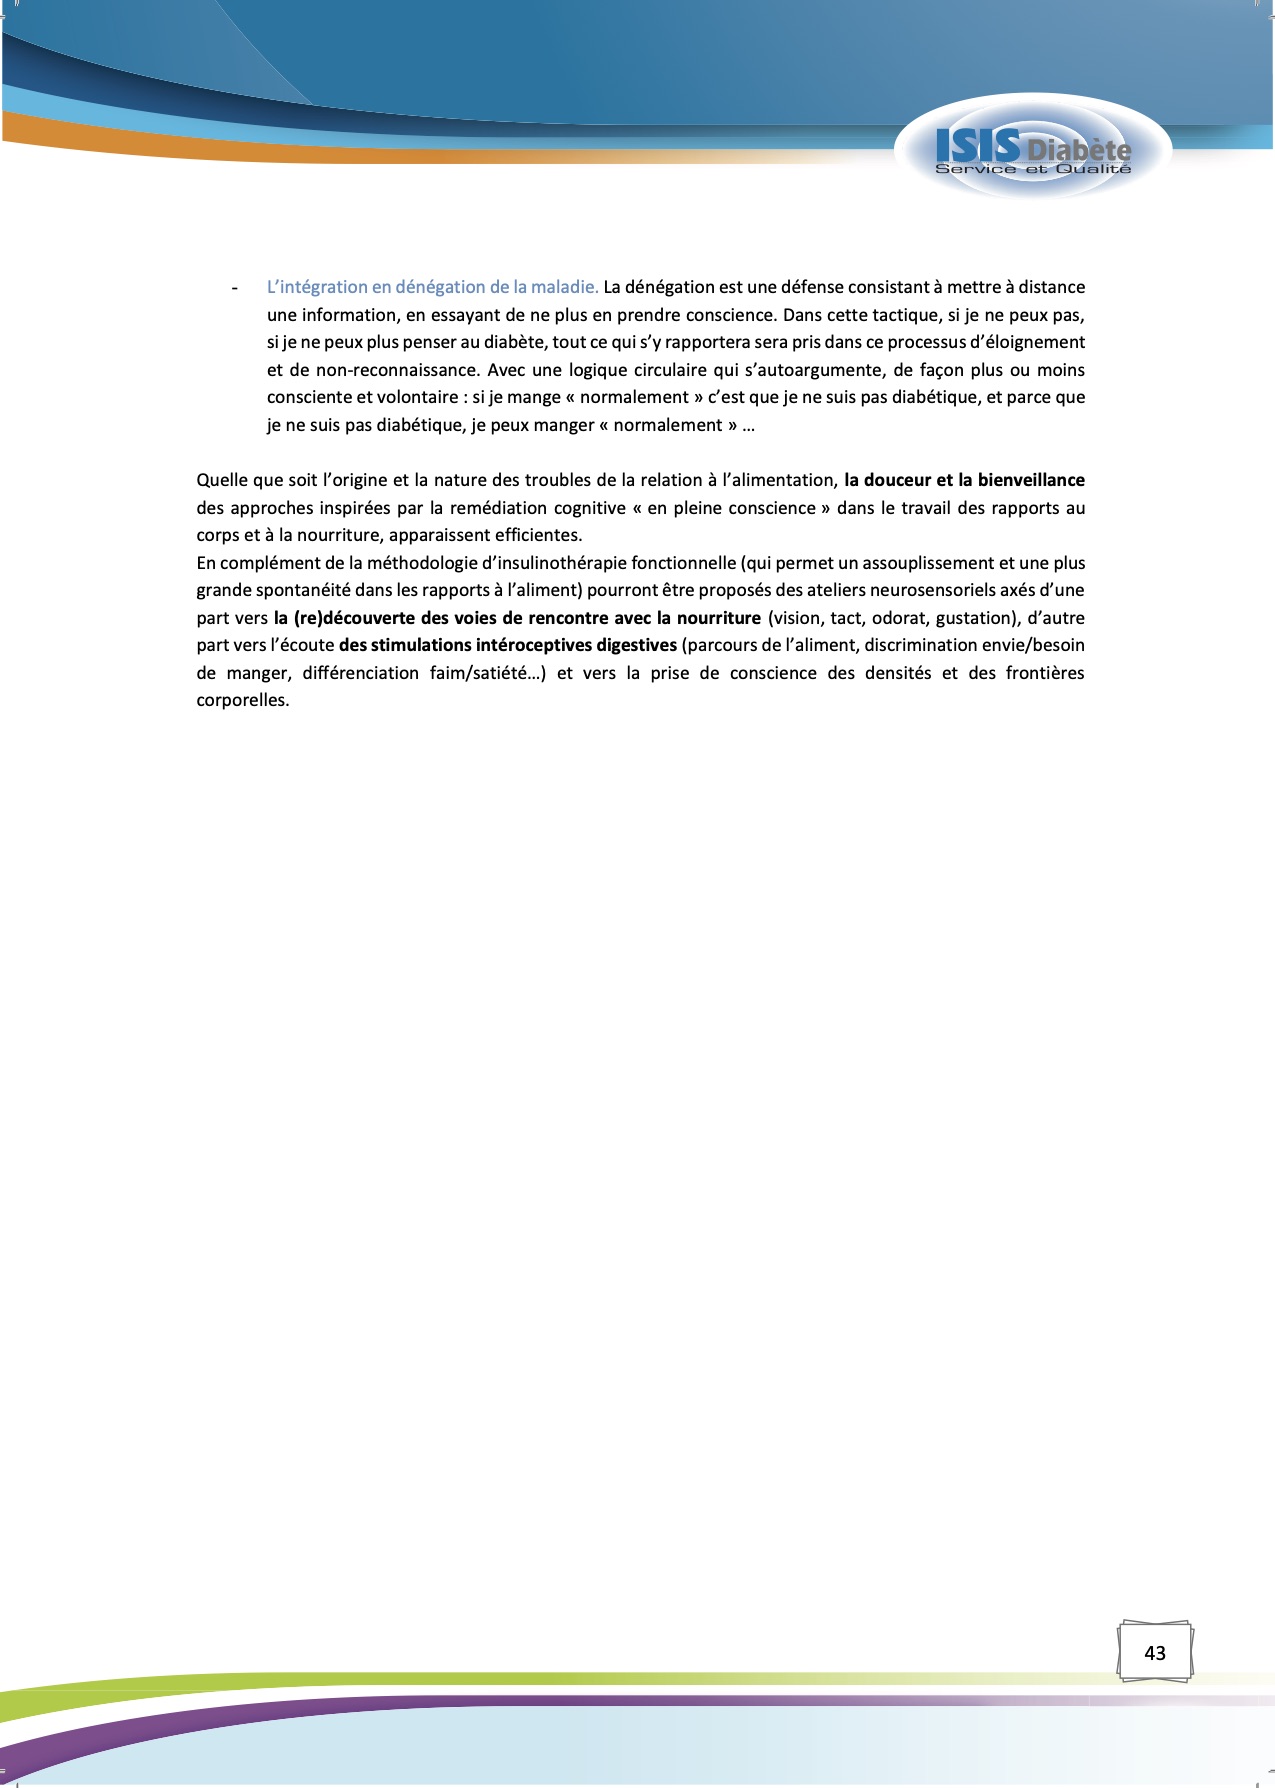 ISIS Diabète
Service et Qualité
- L’intégration en dénégation de la maladie. La dénégation est une défense consistant à mettre à distance
une information, en essayant de ne plus en prendre conscience. Dans cette tactique, si je ne peux pas,
si je ne peux plus penser au diabète, tout ce qui s’y rapportera sera pris dans ce processus d’éloignement
et de non-reconnaissance. Avec une logique circulaire qui s’autoargumente, de façon plus ou moins
consciente et volontaire : si je mange « normalement » c’est que je ne suis pas diabétique, et parce que
je ne suis pas diabétique, je peux manger « normalement » …
Quelle que soit l’origine et la nature des troubles de la relation à l’alimentation, la douceur et la bienveillance
des approches inspirées par la remédiation cognitive « en pleine conscience » dans le travail des rapports au
corps et à la nourriture, apparaissent efficientes.
En complément de la méthodologie d’insulinothérapie fonctionnelle (qui permet un assouplissement et une plus
grande spontanéité dans les rapports à l’aliment) pourront être proposés des ateliers neurosensoriels axés d’une
part vers la (re)découverte des voies de rencontre avec la nourriture (vision, tact, odorat, gustation), d’autre
part vers l’écoute des stimulations intéroceptives digestives (parcours de l’aliment, discrimination envie/besoin
de manger, différenciation faim/satiété…) et vers la prise de conscience des densités et des frontières
corporelles.
43